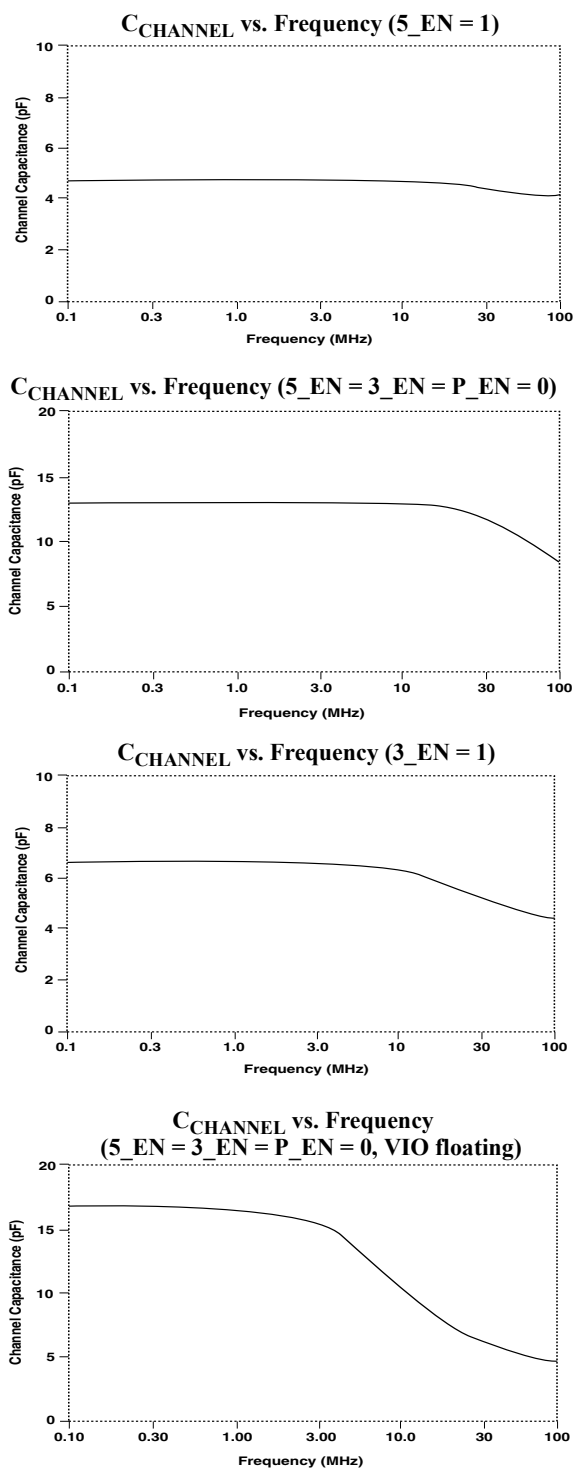 C_CHANNEL vs. Frequency (5_EN = 1)
Channel Capacitance (pF)
10
8
6
4
2
0
0.1 0.3 1.0 3.0 10 30 100
Frequency (MHz)
C_CHANNEL vs. Frequency (5_EN = 3_EN = P_EN = 0)
Channel Capacitance (pF)
20
15
10
5
0
0.1 0.3 1.0 3.0 10 30 100
Frequency (MHz)
C_CHANNEL vs. Frequency (3_EN = 1)
Channel Capacitance (pF)
10
8
6
4
2
0
0.1 0.3 1.0 3.0 10 30 100
Frequency (MHz)
C_CHANNEL vs. Frequency
(5_EN = 3_EN = P_EN = 0, VIO floating)
Channel Capacitance (pF)
20
15
10
5
0
0.10 0.30 1.00 3.00 10.0 30 100
Frequency (MHz)